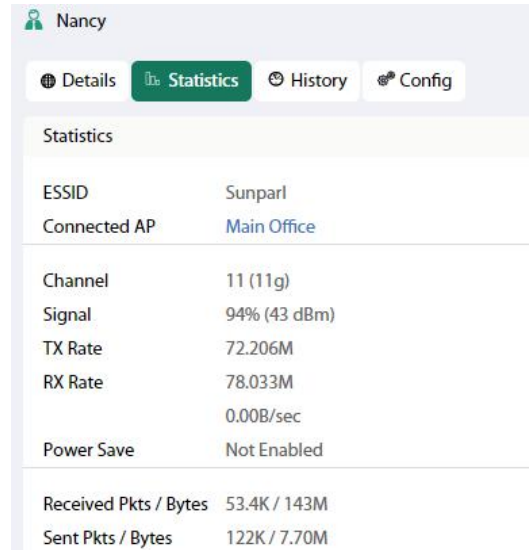 Nancy
Details Statistics History Config
Statistics
ESSID Sunparl
Connected AP Main Office
Channel 11 (11g)
Signal 94% (43 dBm)
TX Rate 72.206M
RX Rate 78.033M
0.00B/sec
Power Save Not Enabled
Received Pkts / Bytes 53.4K / 143M
Sent Pkts / Bytes 122K / 7.70M